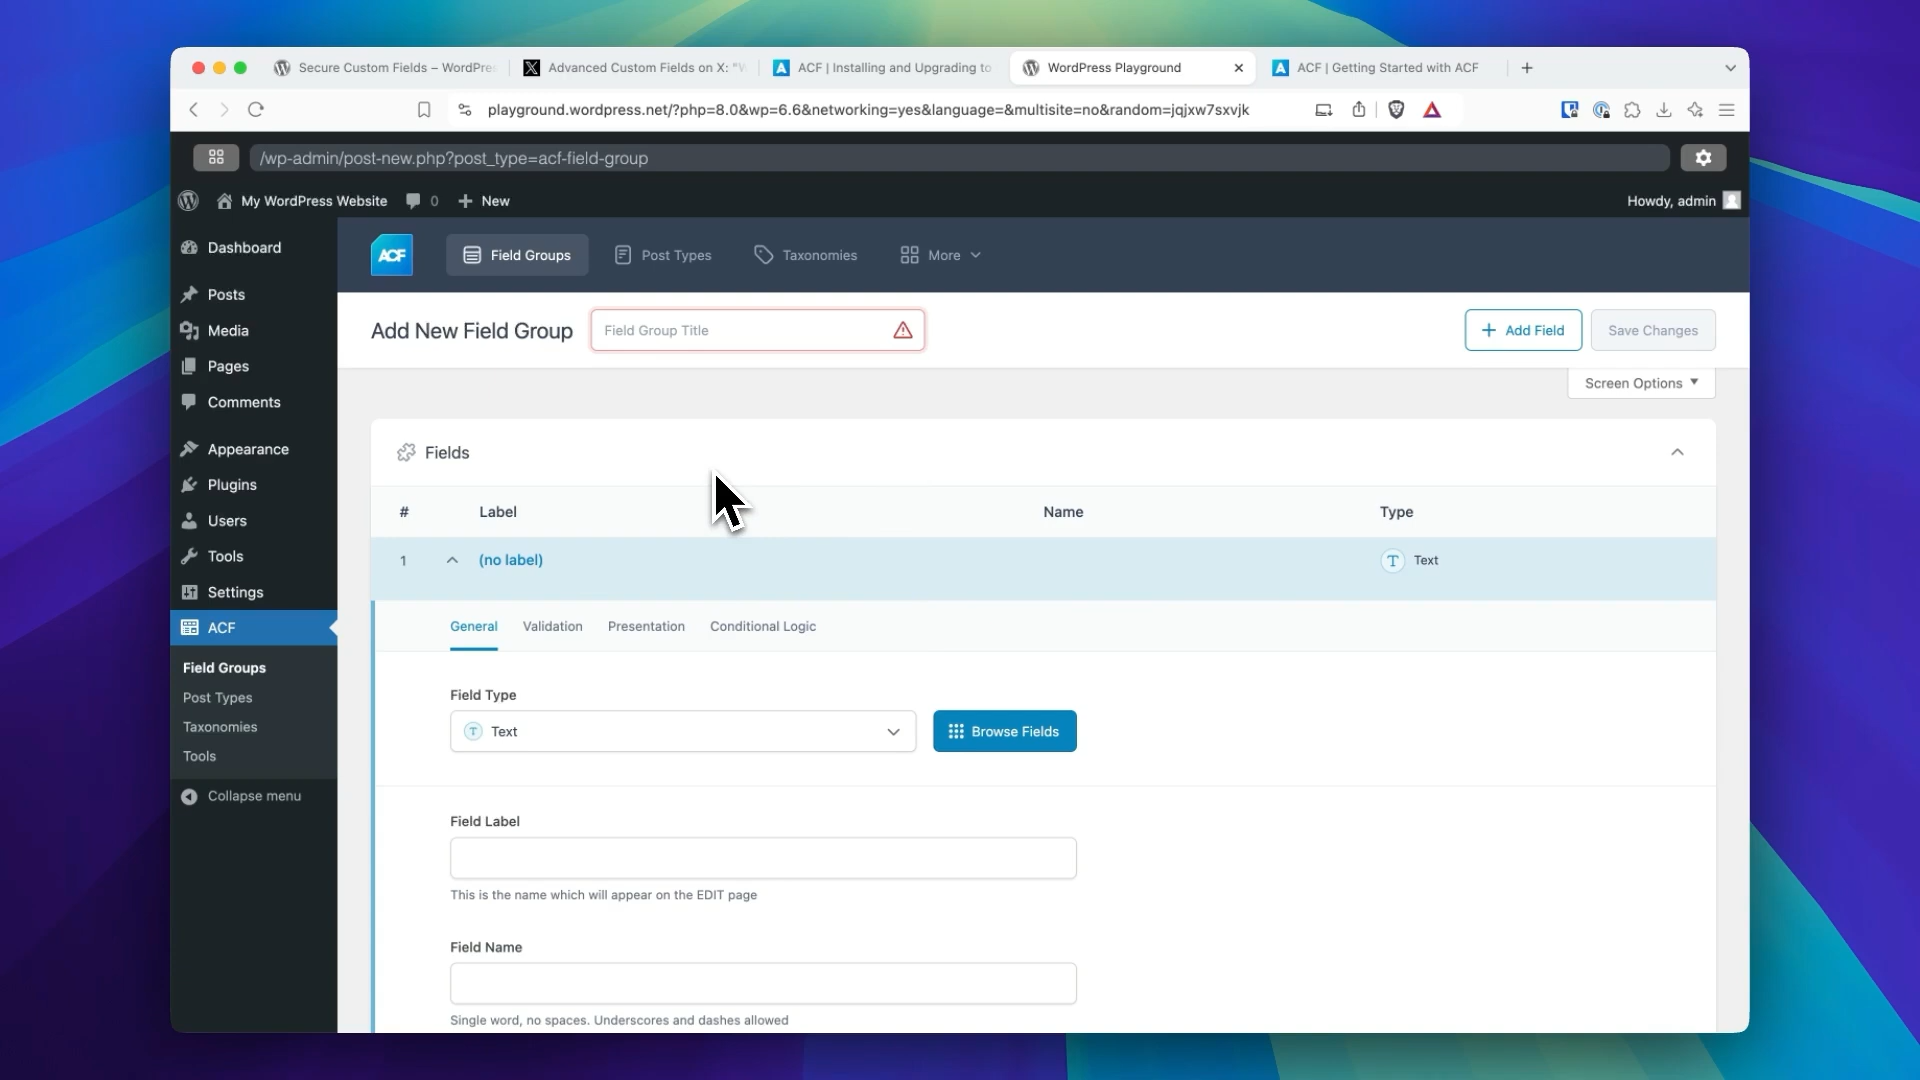 Secure Custom Fields – WordPres
Advanced Custom Fields on X: "W
ACF | Installing and Upgrading to
WordPress Playground
ACF | Getting Started with ACF
playground.wordpress.net/?php=8.0&wp=6.6&networking=yes&language=&multisite=no&random=jqjxw7sxvjk
/wp-admin/post-new.php?post_type=acf-field-group
My WordPress Website
0
New
Howdy, admin
Dashboard
Posts
Media
Pages
Comments
Appearance
Plugins
Users
Tools
Settings
ACF
Field Groups
Post Types
Taxonomies
Tools
Collapse menu
ACF
Field Groups
Post Types
Taxonomies
More
Add New Field Group
Field Group Title
Add Field
Save Changes
Screen Options
Fields
# Label Name Type
1 (no label) T Text
General Validation Presentation Conditional Logic
Field Type
T Text
Browse Fields
Field Label
This is the name which will appear on the EDIT page
Field Name
Single word, no spaces. Underscores and dashes allowed